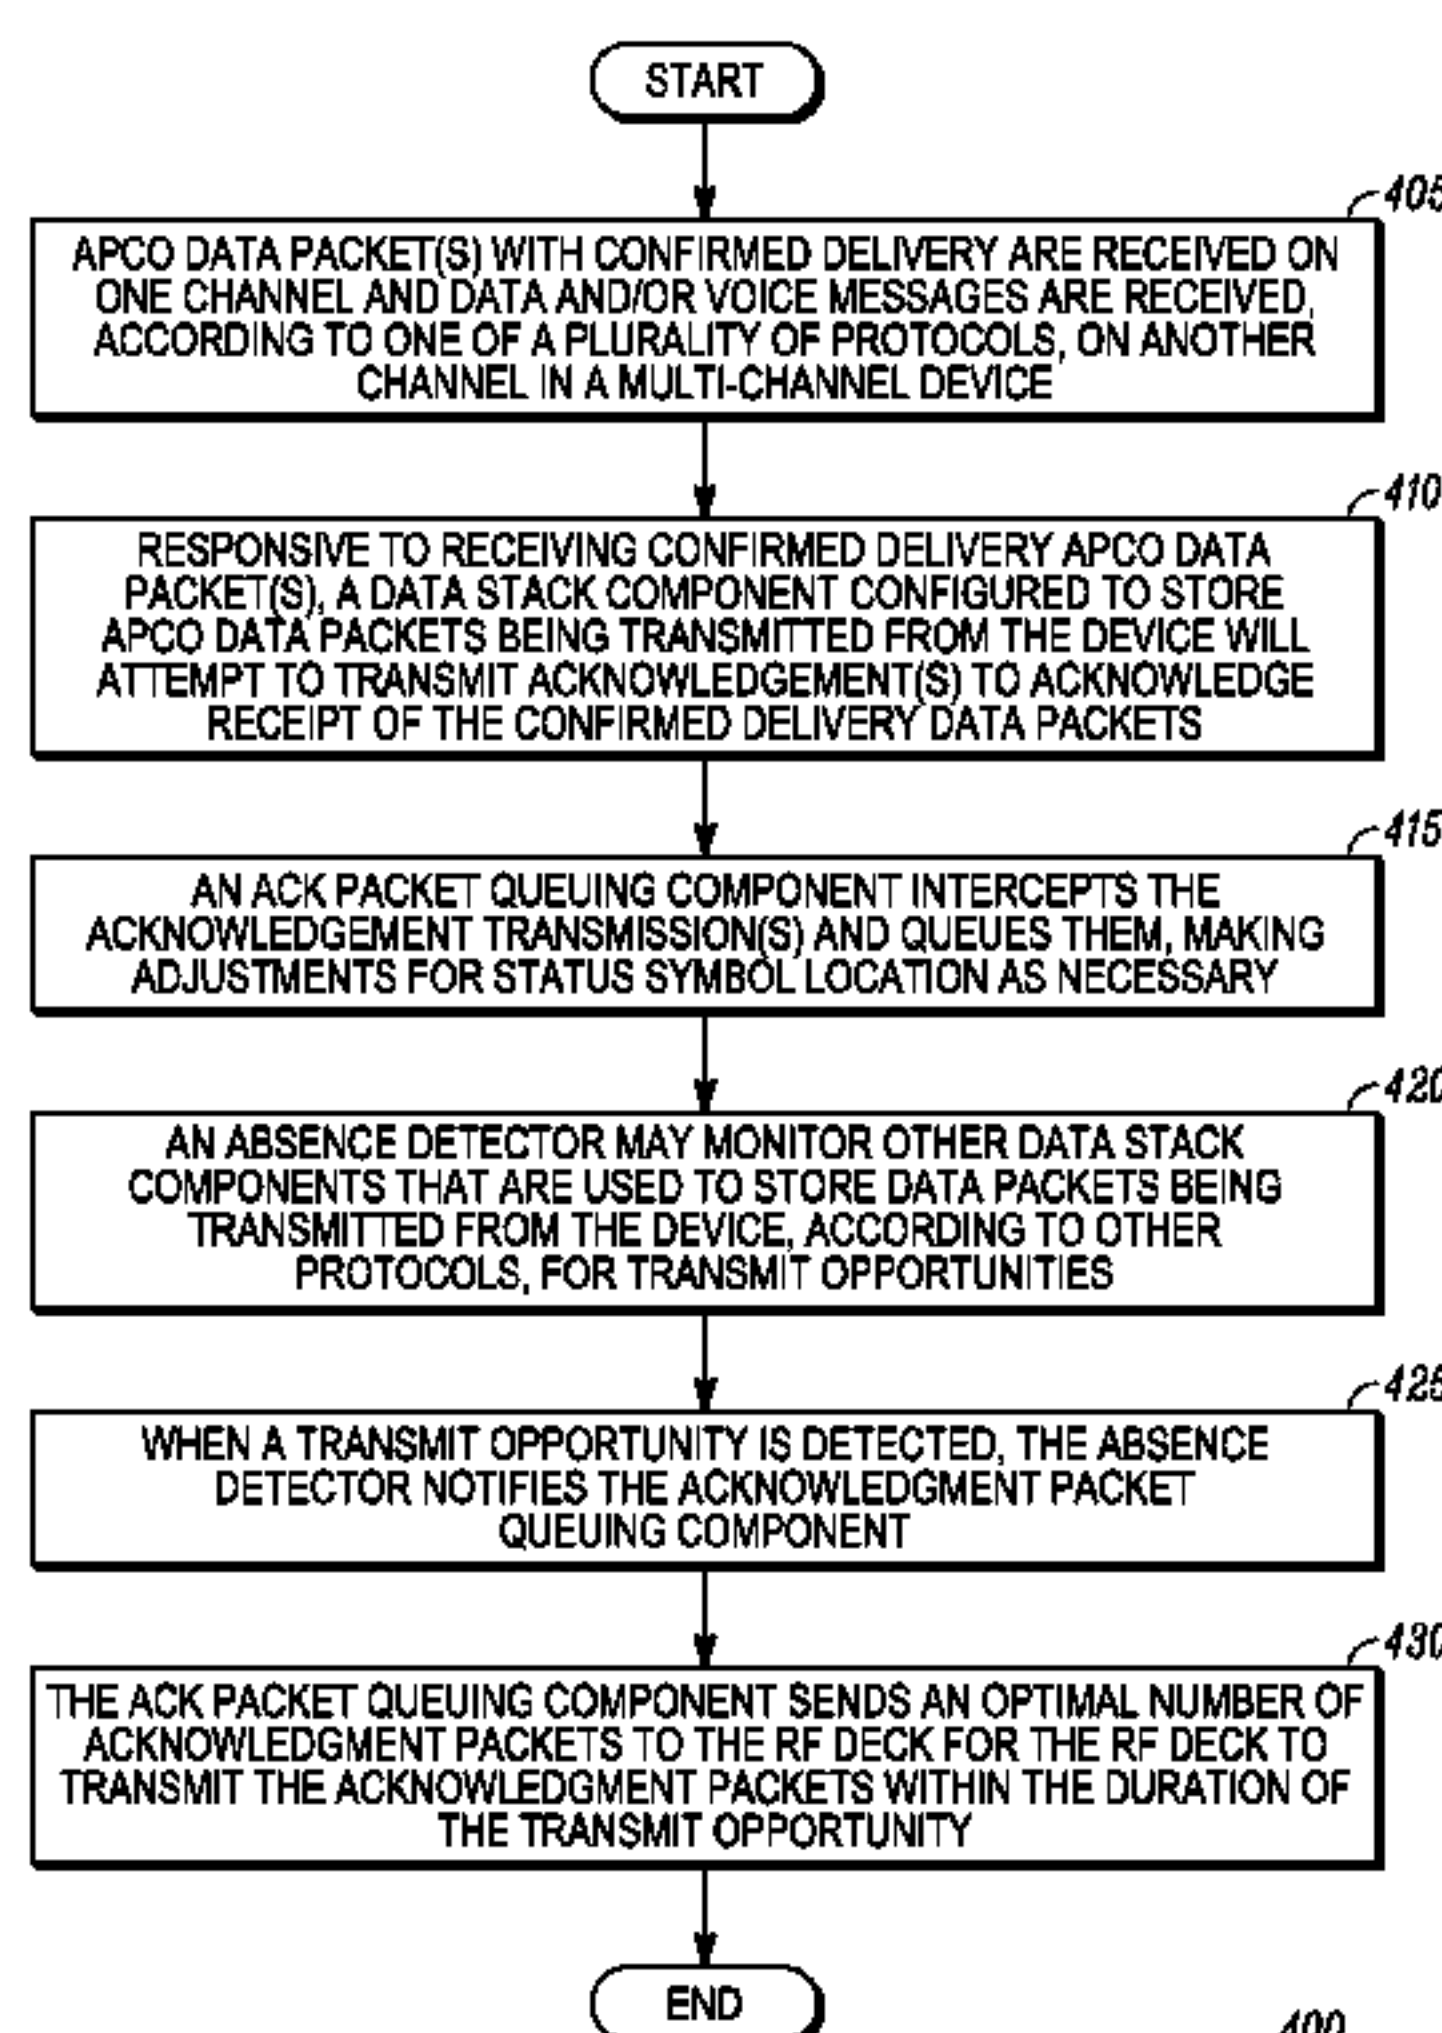 START
405
APCO DATA PACKET(S) WITH CONFIRMED DELIVERY ARE RECEIVED ON
ONE CHANNEL AND DATA AND/OR VOICE MESSAGES ARE RECEIVED,
ACCORDING TO ONE OF A PLURALITY OF PROTOCOLS, ON ANOTHER
CHANNEL IN A MULTI-CHANNEL DEVICE
410
RESPONSIVE TO RECEIVING CONFIRMED DELIVERY APCO DATA
PACKET(S), A DATA STACK COMPONENT CONFIGURED TO STORE
APCO DATA PACKETS BEING TRANSMITTED FROM THE DEVICE WILL
ATTEMPT TO TRANSMIT ACKNOWLEDGEMENT(S) TO ACKNOWLEDGE
RECEIPT OF THE CONFIRMED DELIVERY DATA PACKETS
415
AN ACK PACKET QUEUING COMPONENT INTERCEPTS THE
ACKNOWLEDGEMENT TRANSMISSION(S) AND QUEUES THEM, MAKING
ADJUSTMENTS FOR STATUS SYMBOL LOCATION AS NECESSARY
420
AN ABSENCE DETECTOR MAY MONITOR OTHER DATA STACK
COMPONENTS THAT ARE USED TO STORE DATA PACKETS BEING
TRANSMITTED FROM THE DEVICE, ACCORDING TO OTHER
PROTOCOLS, FOR TRANSMIT OPPORTUNITIES
425
WHEN A TRANSMIT OPPORTUNITY IS DETECTED, THE ABSENCE
DETECTOR NOTIFIES THE ACKNOWLEDGMENT PACKET
QUEUING COMPONENT
430
THE ACK PACKET QUEUING COMPONENT SENDS AN OPTIMAL NUMBER OF
ACKNOWLEDGMENT PACKETS TO THE RF DECK FOR THE RF DECK TO
TRANSMIT THE ACKNOWLEDGMENT PACKETS WITHIN THE DURATION OF
THE TRANSMIT OPPORTUNITY
END
400